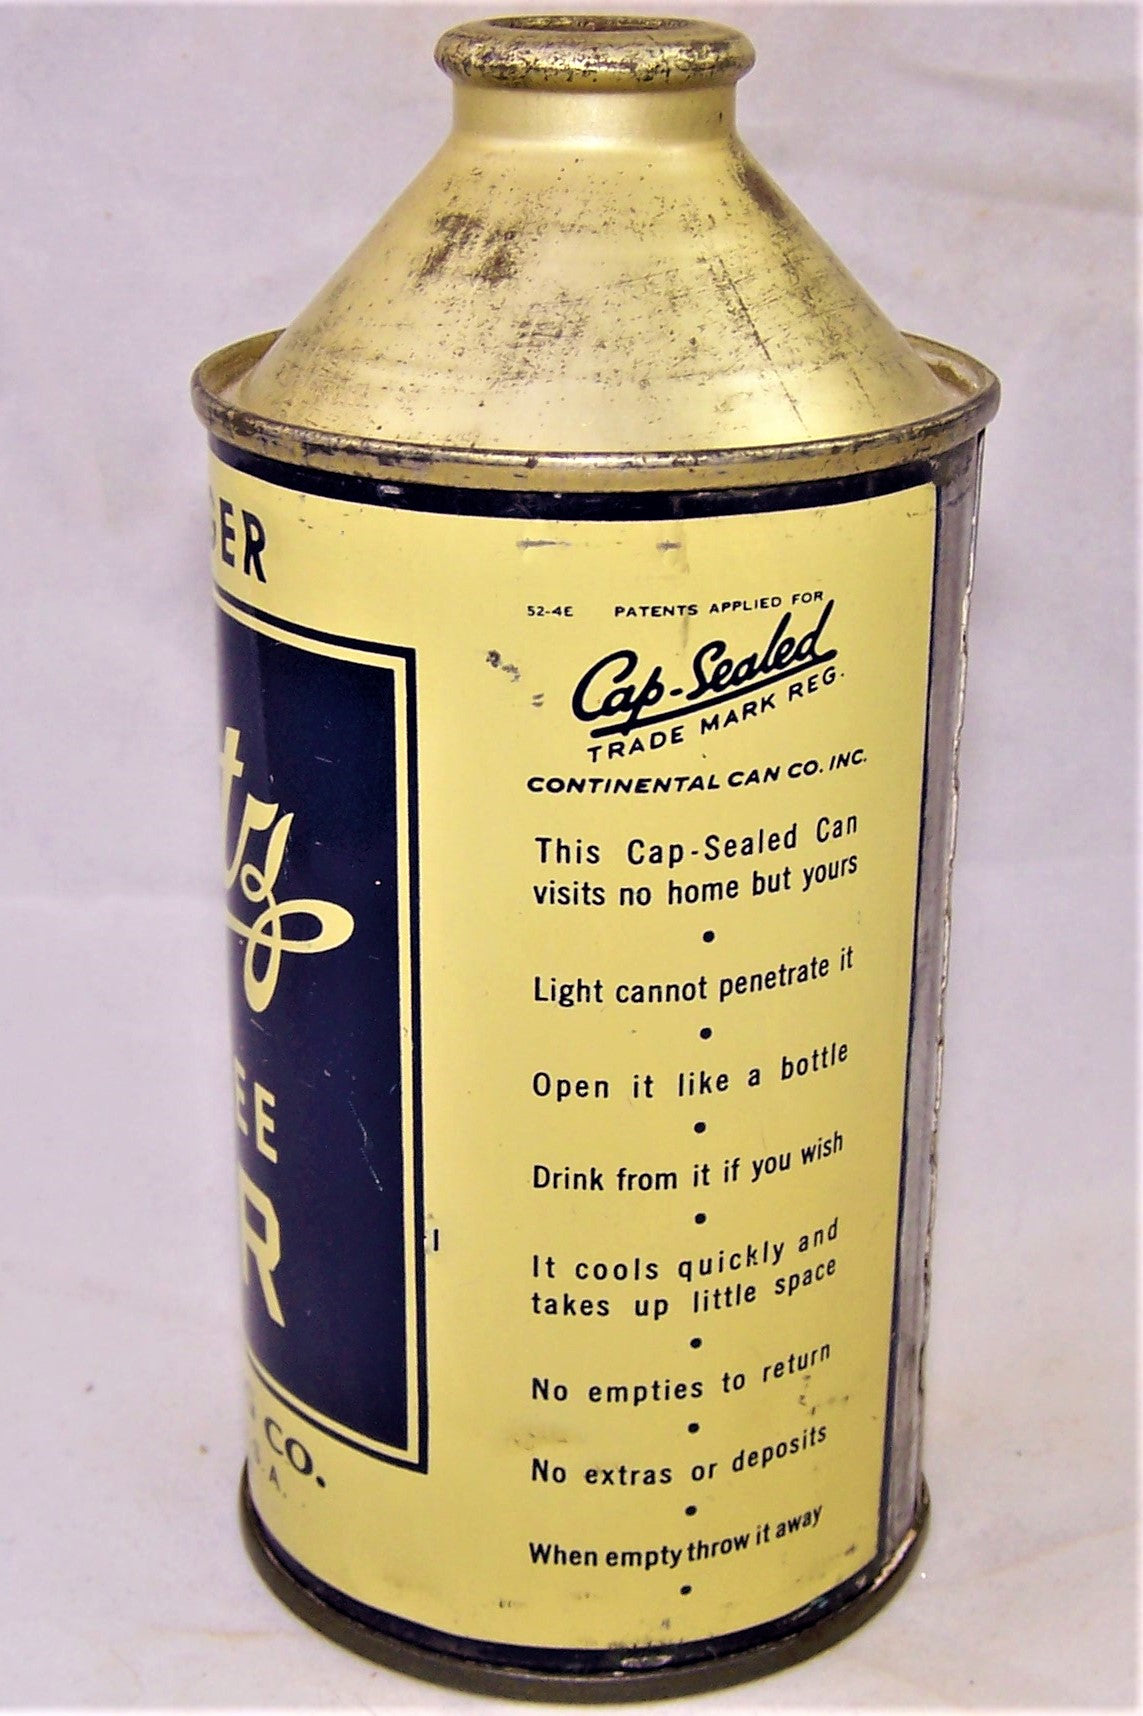 52-4E PATENTS APPLIED FOR
Cap-Sealed
TRADE MARK REG.
CONTINENTAL CAN CO. INC.
This Cap-Sealed Can
visits no home but yours
•
Light cannot penetrate it
•
Open it like a bottle
•
Drink from it if you wish
•
It cools quickly and
takes up little space
•
No empties to return
•
No extras or deposits
•
When empty throw it away
•
CO.